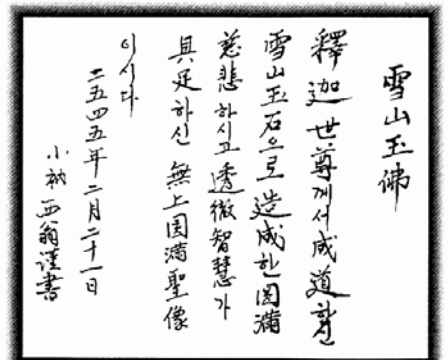 雪山玉佛
釋迦世尊께서 成道하신
雪山玉石으로 造成한 圓滿
慈悲하시고 透徹智慧가
具足하신 無上圓滿聖像
이시다
二五四五年 二月二十一日
小衲 西翁 謹書